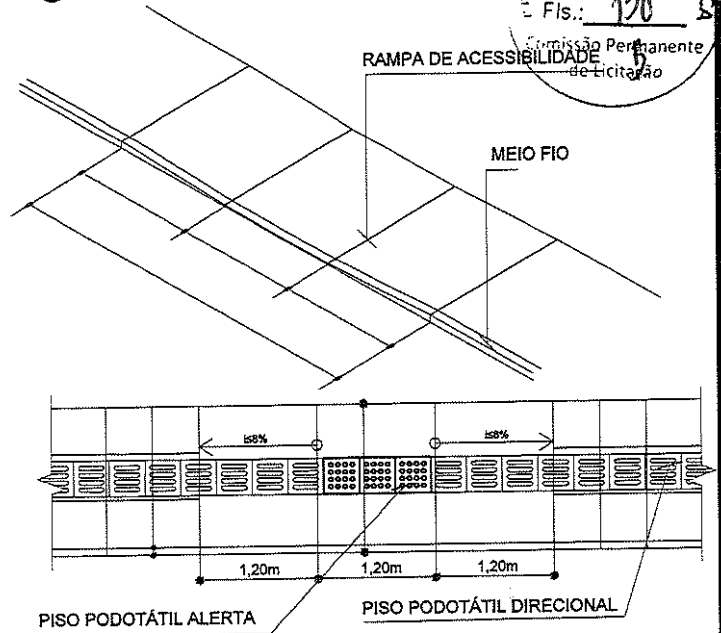 Fls.: 190
Comissão Permanente
de Licitação
RAMPA DE ACESSIBILIDADE
MEIO FIO
i≤8% i≤8%
1,20m 1,20m 1,20m
PISO PODOTÁTIL ALERTA
PISO PODOTÁTIL DIRECIONAL